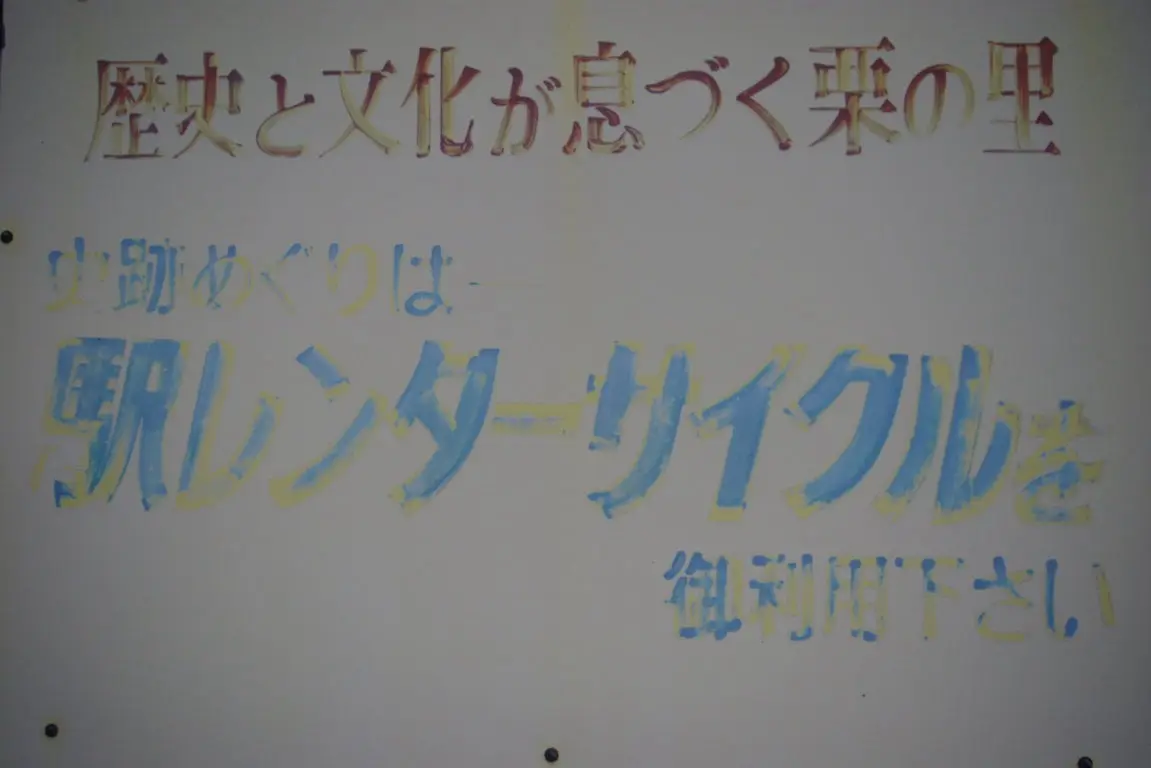 歴史と文化が息づく栗の里
史跡めぐりは
駅レンターサイクルを
御利用下さい